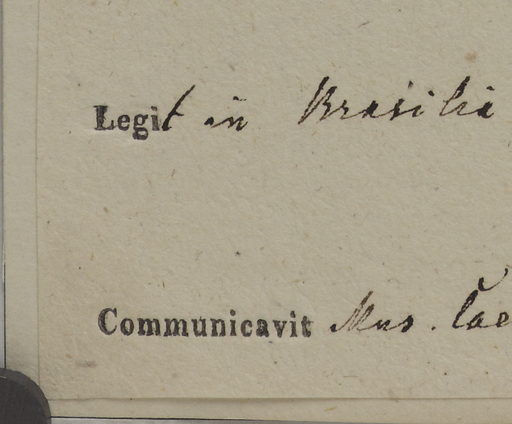 Legit in Brasilia
Communicavit Mus. Cae